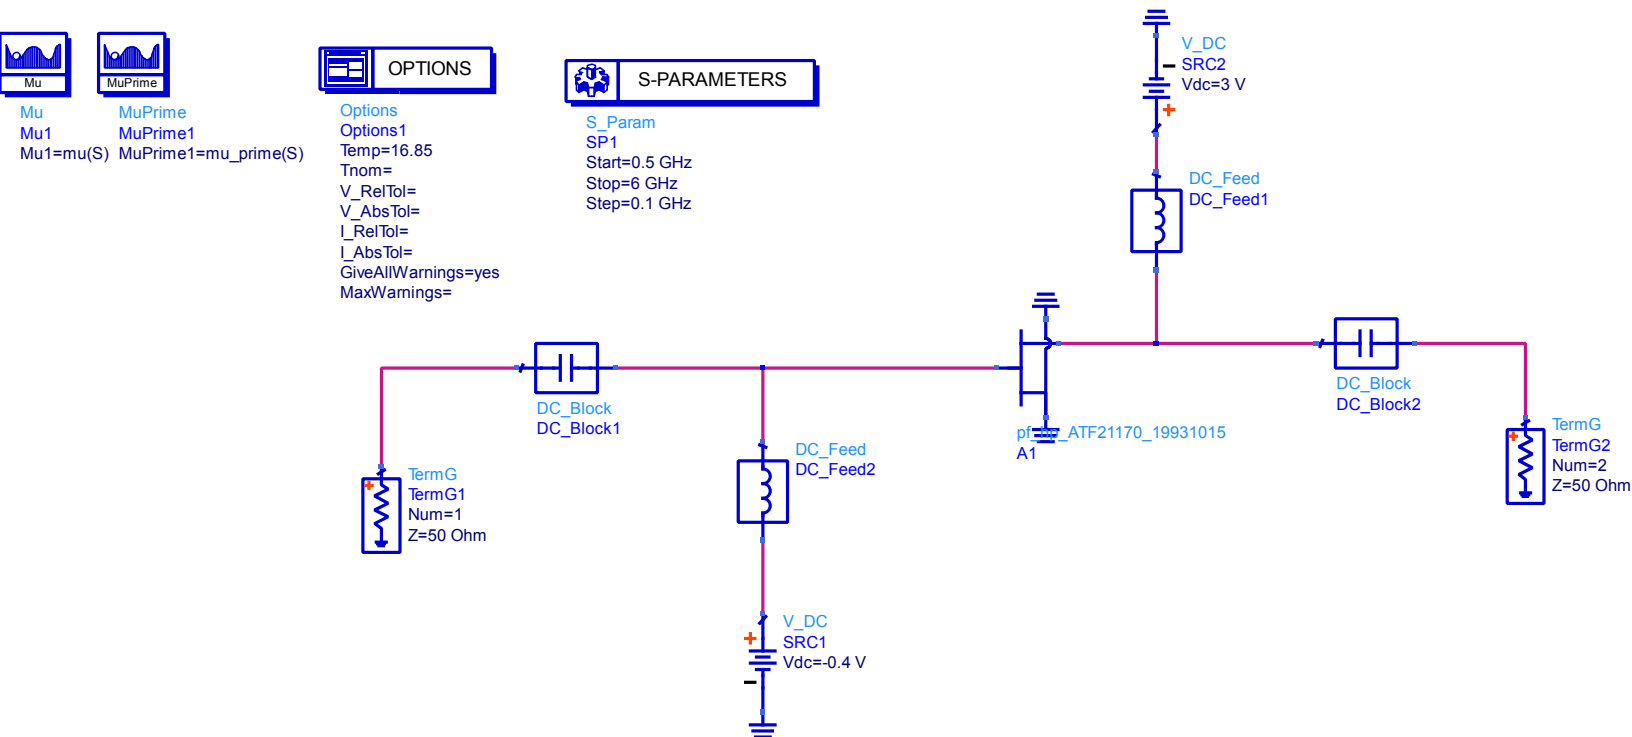 Mu
Mu
Mu1
Mu1=mu(S)
MuPrime
MuPrime
MuPrime1
MuPrime1=mu_prime(S)
OPTIONS
Options
Options1
Temp=16.85
Tnom=
V_RelTol=
V_AbsTol=
I_RelTol=
I_AbsTol=
GiveAllWarnings=yes
MaxWarnings=
S-PARAMETERS
S_Param
SP1
Start=0.5 GHz
Stop=6 GHz
Step=0.1 GHz
V_DC
SRC2
Vdc=3 V
DC_Feed
DC_Feed1
DC_Block
DC_Block1
DC_Block
DC_Block2
pf_hp_ATF21170_19931015
A1
TermG
TermG1
Num=1
Z=50 Ohm
DC_Feed
DC_Feed2
TermG
TermG2
Num=2
Z=50 Ohm
V_DC
SRC1
Vdc=-0.4 V